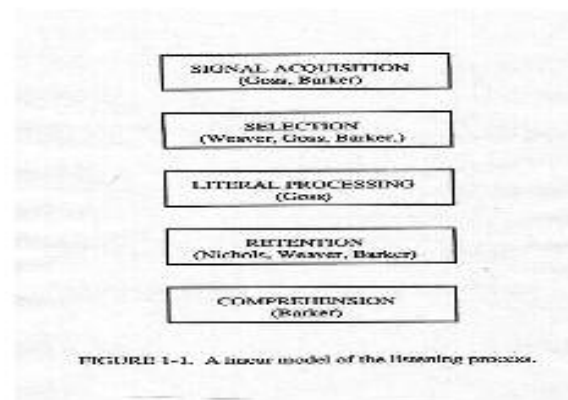 SIGNAL ACQUISITION
(Goss, Barker)
SELECTION
(Weaver, Goss, Barker,)
LITERAL PROCESSING
(Goss)
RETENTION
(Nichols, Weaver, Barker)
COMPREHENSION
(Barker)
FIGURE 1-1. A linear model of the listening process.